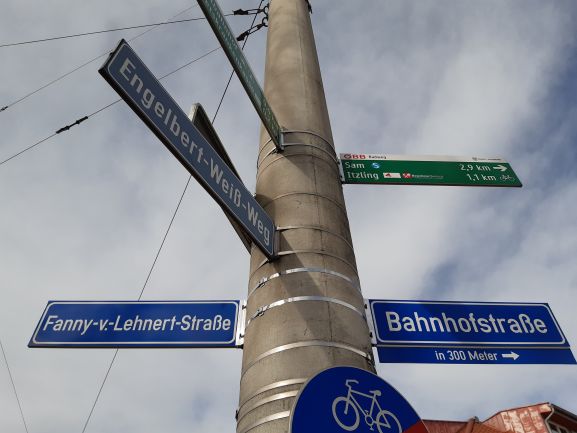 Engelbert-Weiß-Weg
ÖBB Radweg
Sam S 2,9 km
Itzling 1,1 km
Fanny-v.-Lehnert-Straße
Bahnhofstraße
in 300 Meter